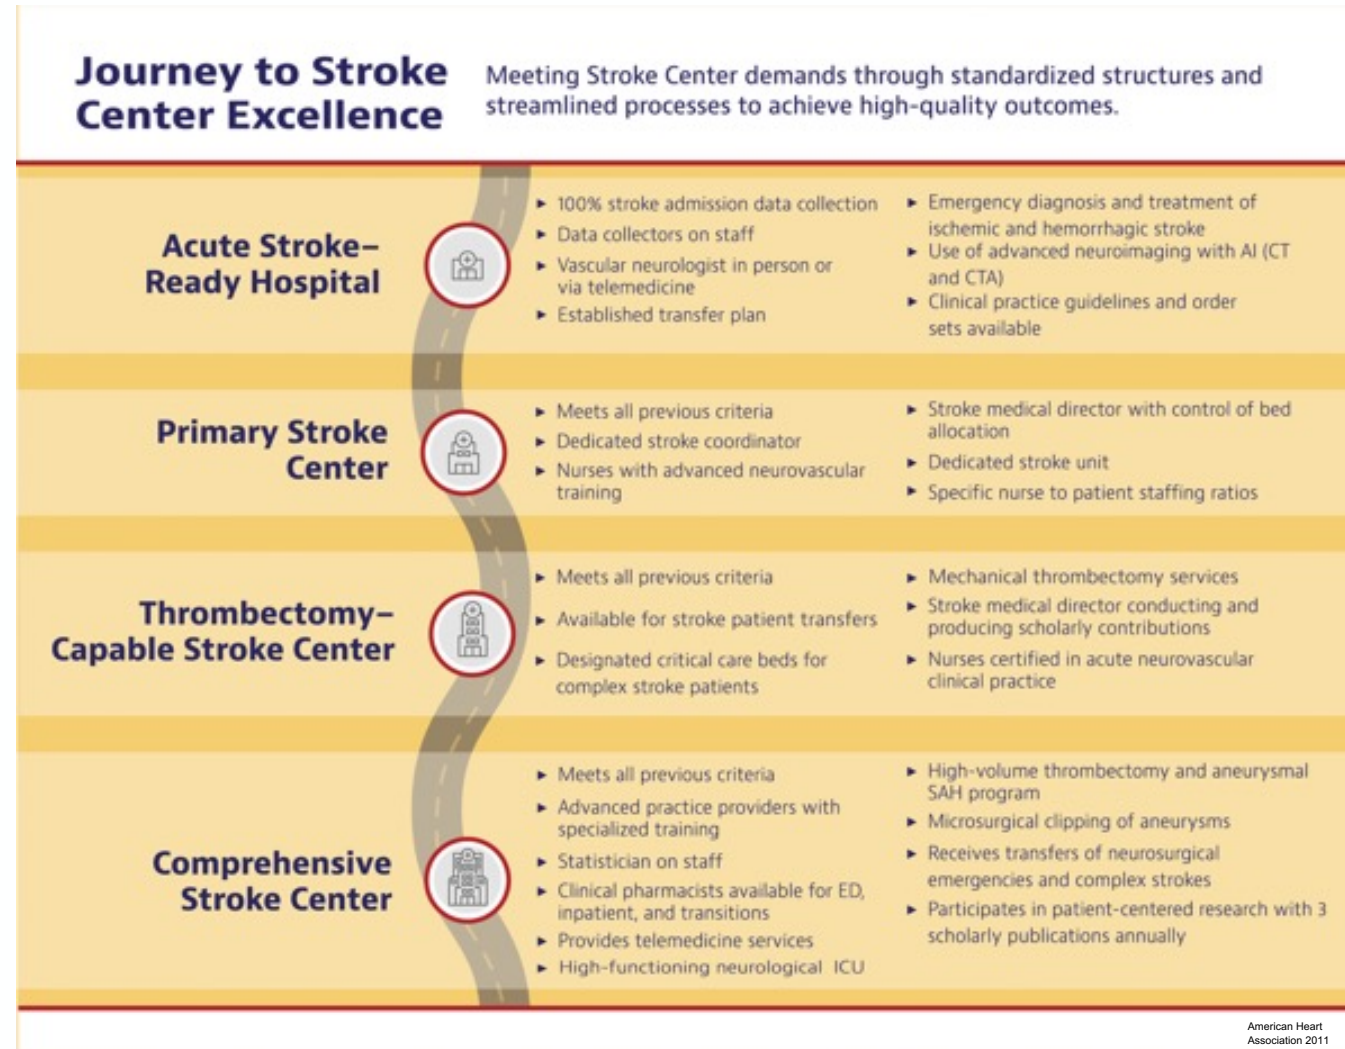 Journey to Stroke
Center Excellence
Meeting Stroke Center demands through standardized structures and
streamlined processes to achieve high-quality outcomes.
Acute Stroke–
Ready Hospital
► 100% stroke admission data collection
► Data collectors on staff
► Vascular neurologist in person or
via telemedicine
► Established transfer plan
► Emergency diagnosis and treatment of
ischemic and hemorrhagic stroke
► Use of advanced neuroimaging with AI (CT
and CTA)
► Clinical practice guidelines and order
sets available
Primary Stroke
Center
► Meets all previous criteria
► Dedicated stroke coordinator
► Nurses with advanced neurovascular
training
► Stroke medical director with control of bed
allocation
► Dedicated stroke unit
► Specific nurse to patient staffing ratios
Thrombectomy–
Capable Stroke Center
► Meets all previous criteria
► Available for stroke patient transfers
► Designated critical care beds for
complex stroke patients
► Mechanical thrombectomy services
► Stroke medical director conducting and
producing scholarly contributions
► Nurses certified in acute neurovascular
clinical practice
Comprehensive
Stroke Center
► Meets all previous criteria
► Advanced practice providers with
specialized training
► Statistician on staff
► Clinical pharmacists available for ED,
inpatient, and transitions
► Provides telemedicine services
► High-functioning neurological ICU
► High-volume thrombectomy and aneurysmal
SAH program
► Microsurgical clipping of aneurysms
► Receives transfers of neurosurgical
emergencies and complex strokes
► Participates in patient-centered research with 3
scholarly publications annually
American Heart
Association 2011